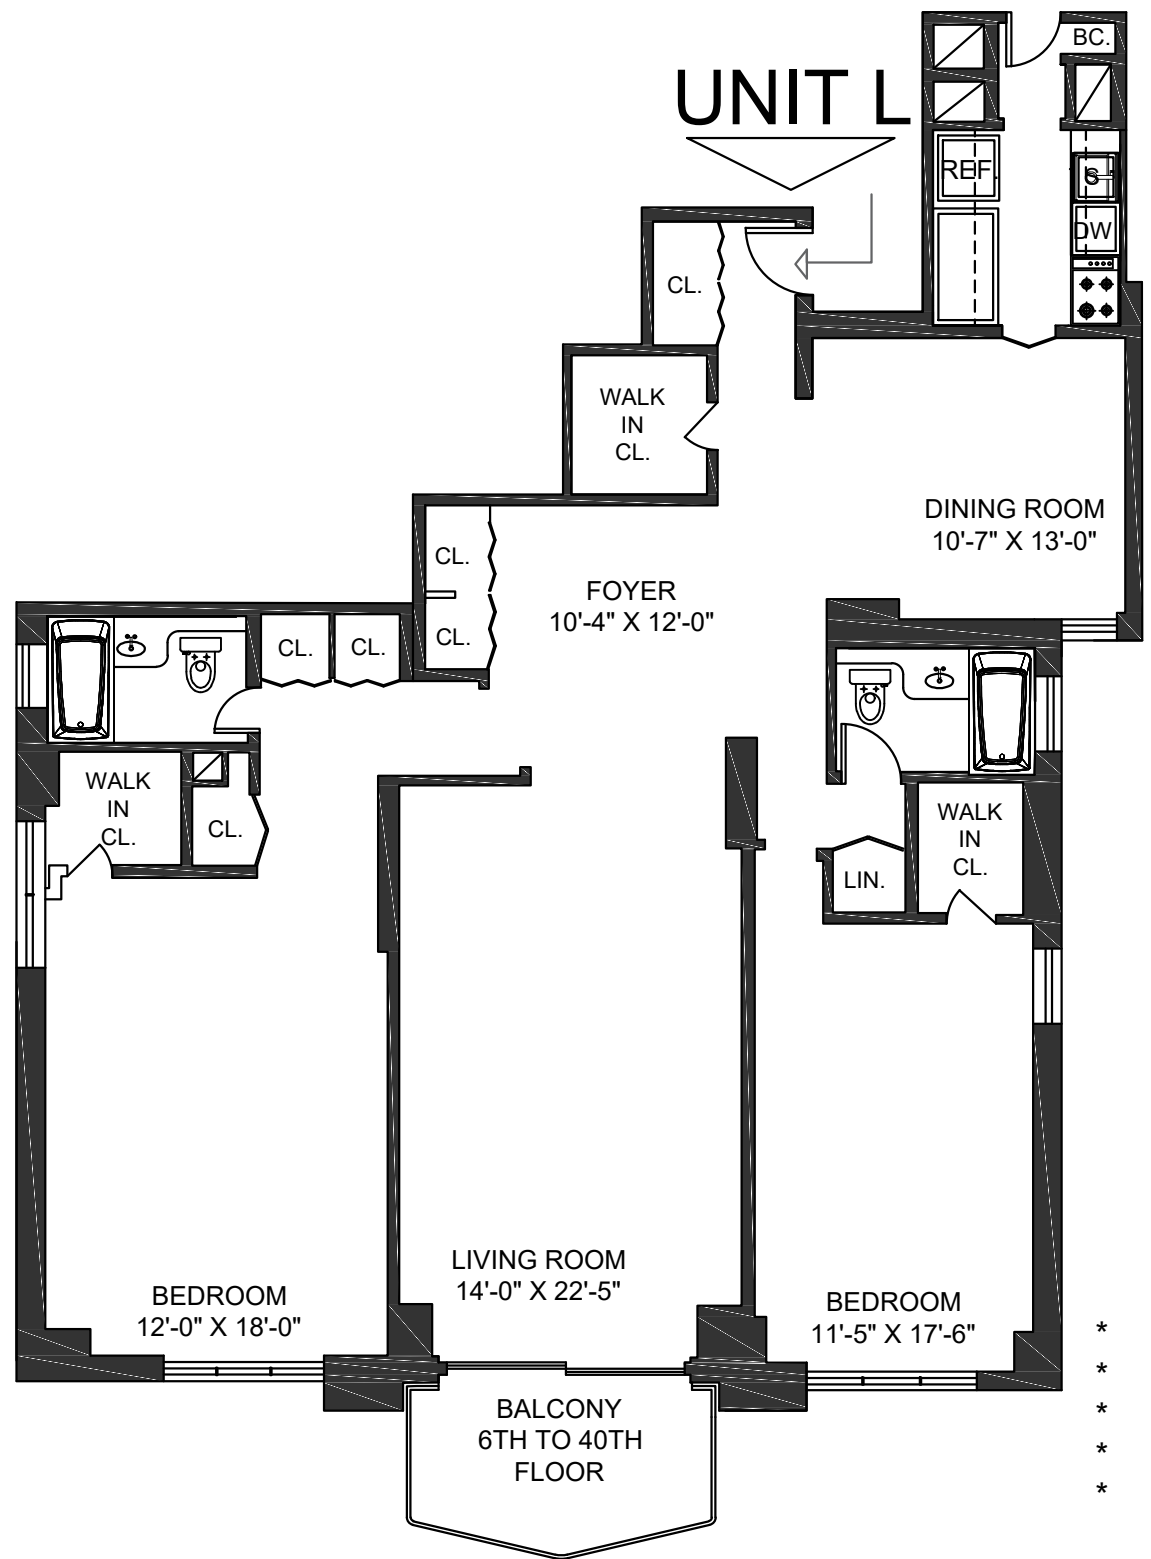 BC.
UNIT L
REF.
S
DW
CL.
WALK
IN
CL.
DINING ROOM
10'-7" X 13'-0"
CL.
FOYER
10'-4" X 12'-0"
CL.
CL.
CL.
WALK
IN
CL.
CL.
WALK
IN
CL.
LIN.
LIVING ROOM
14'-0" X 22'-5"
BEDROOM
12'-0" X 18'-0"
BEDROOM
11'-5" X 17'-6"
BALCONY
6TH TO 40TH
FLOOR
*
*
*
*
*